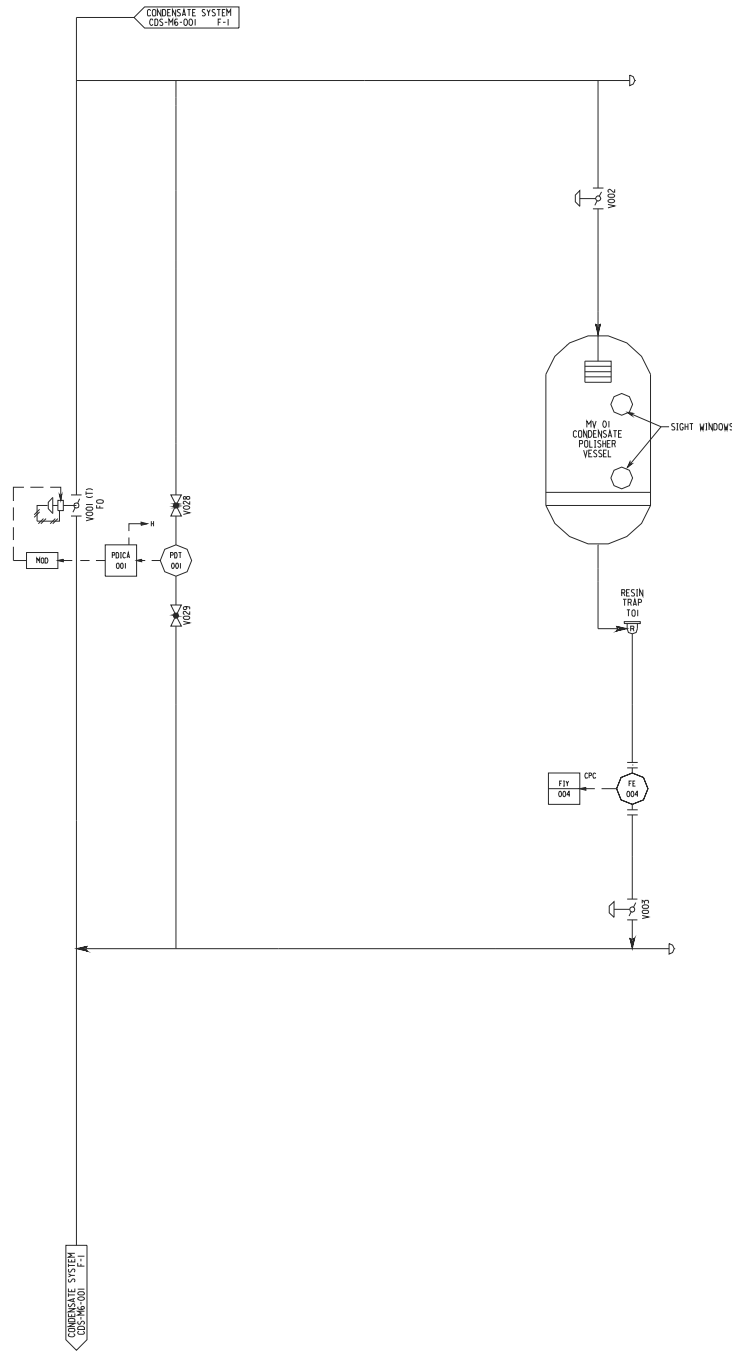 CONDENSATE SYSTEM
CDS-M6-001 F-1
V002
MV 01
CONDENSATE
POLISHER
VESSEL
SIGHT WINDOWS
V001 (T)
FO
V028
MOD
PDICA
001
H
PDT
001
V029
RESIN
TRAP
T01
R
FIY
004
CPC
FE
004
V003
CONDENSATE SYSTEM
CDS-M6-001 F-1